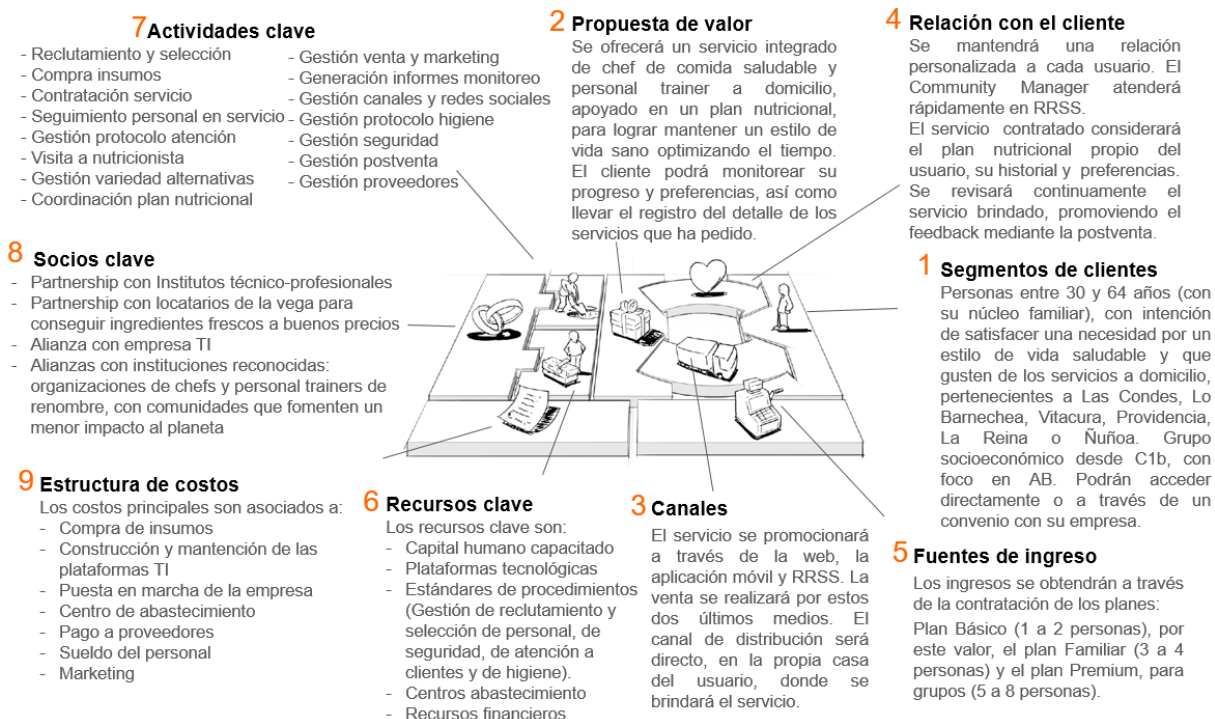 7 Actividades clave
- Reclutamiento y selección
- Compra insumos
- Contratación servicio
- Seguimiento personal en servicio
- Gestión protocolo atención
- Visita a nutricionista
- Gestión variedad alternativas
- Coordinación plan nutricional
- Gestión venta y marketing
- Generación informes monitoreo
- Gestión canales y redes sociales
- Gestión protocolo higiene
- Gestión seguridad
- Gestión postventa
- Gestión proveedores
2 Propuesta de valor
Se ofrecerá un servicio integrado
de chef de comida saludable y
personal trainer a domicilio,
apoyado en un plan nutricional,
para lograr mantener un estilo de
vida sano optimizando el tiempo.
El cliente podrá monitorear su
progreso y preferencias, así como
llevar el registro del detalle de los
servicios que ha pedido.
4 Relación con el cliente
Se mantendrá una relación
personalizada a cada usuario. El
Community Manager atenderá
rápidamente en RRSS.
El servicio contratado considerará
el plan nutricional propio del
usuario, su historial y preferencias.
Se revisará continuamente el
servicio brindado, promoviendo el
feedback mediante la postventa.
8 Socios clave
- Partnership con Institutos técnico-profesionales
- Partnership con locatarios de la vega para
conseguir ingredientes frescos a buenos precios
- Alianza con empresa TI
- Alianzas con instituciones reconocidas:
organizaciones de chefs y personal trainers de
renombre, con comunidades que fomenten un
menor impacto al planeta
1 Segmentos de clientes
Personas entre 30 y 64 años (con
su núcleo familiar), con intención
de satisfacer una necesidad por un
estilo de vida saludable y que
gusten de los servicios a domicilio,
pertenecientes a Las Condes, Lo
Barnechea, Vitacura, Providencia,
La Reina o Ñuñoa. Grupo
socioeconómico desde C1b, con
foco en AB. Podrán acceder
directamente o a través de un
convenio con su empresa.
9 Estructura de costos
Los costos principales son asociados a:
- Compra de insumos
- Construcción y mantención de las
plataformas TI
- Puesta en marcha de la empresa
- Centro de abastecimiento
- Pago a proveedores
- Sueldo del personal
- Marketing
6 Recursos clave
Los recursos clave son:
- Capital humano capacitado
- Plataformas tecnológicas
- Estándares de procedimientos
(Gestión de reclutamiento y
selección de personal, de
seguridad, de atención a
clientes y de higiene).
- Centros abastecimiento
- Recursos financieros
3 Canales
El servicio se promocionará
a través de la web, la
aplicación móvil y RRSS. La
venta se realizará por estos
dos últimos medios. El
canal de distribución será
directo, en la propia casa
del usuario, donde se
brindará el servicio.
5 Fuentes de ingreso
Los ingresos se obtendrán a través
de la contratación de los planes:
Plan Básico (1 a 2 personas), por
este valor, el plan Familiar (3 a 4
personas) y el plan Premium, para
grupos (5 a 8 personas).